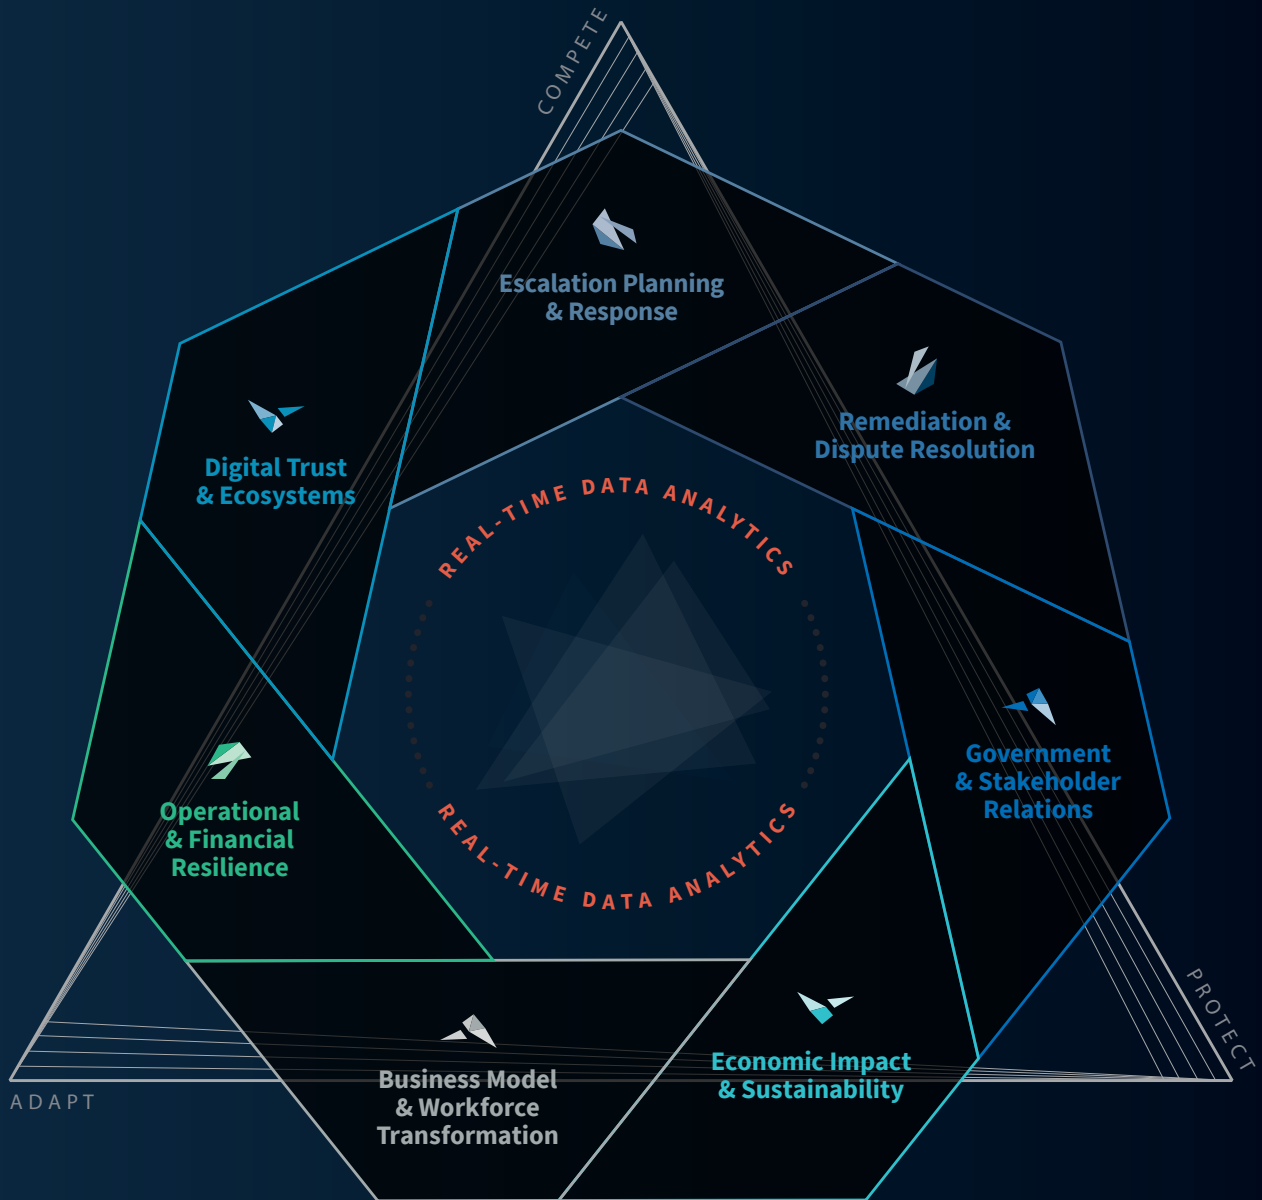 COMPETE
Escalation Planning
& Response
Remediation &
Dispute Resolution
Digital Trust
& Ecosystems
REAL-TIME DATA ANALYTICS
Government
& Stakeholder
Relations
Operational
& Financial
Resilience
REAL-TIME DATA ANALYTICS
PROTECT
Economic Impact
& Sustainability
Business Model
& Workforce
Transformation
ADAPT